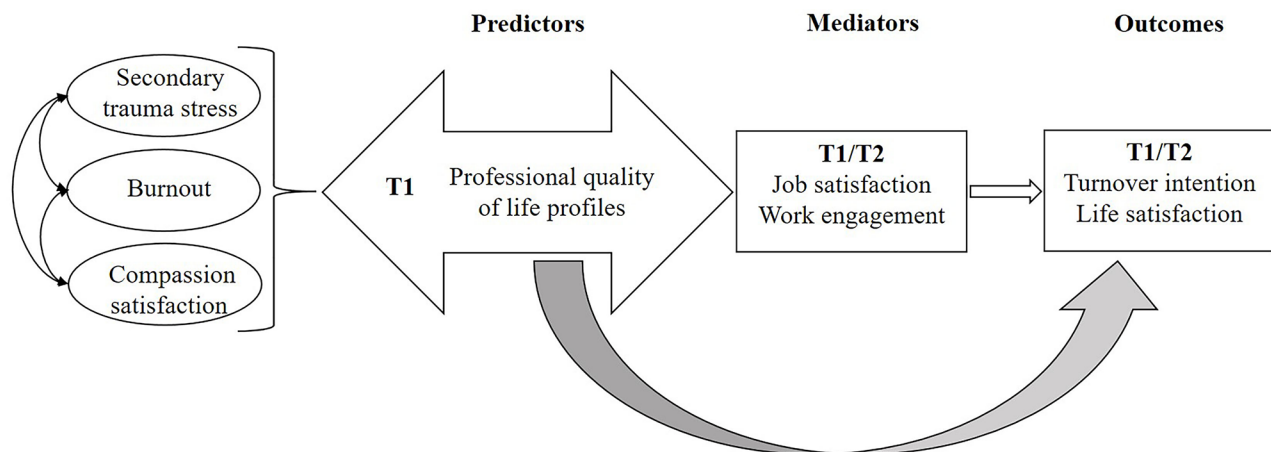 Predictors
Mediators
Outcomes
Secondary
trauma stress
Burnout
Compassion
satisfaction
T1
Professional quality
of life profiles
T1/T2
Job satisfaction
Work engagement
T1/T2
Turnover intention
Life satisfaction